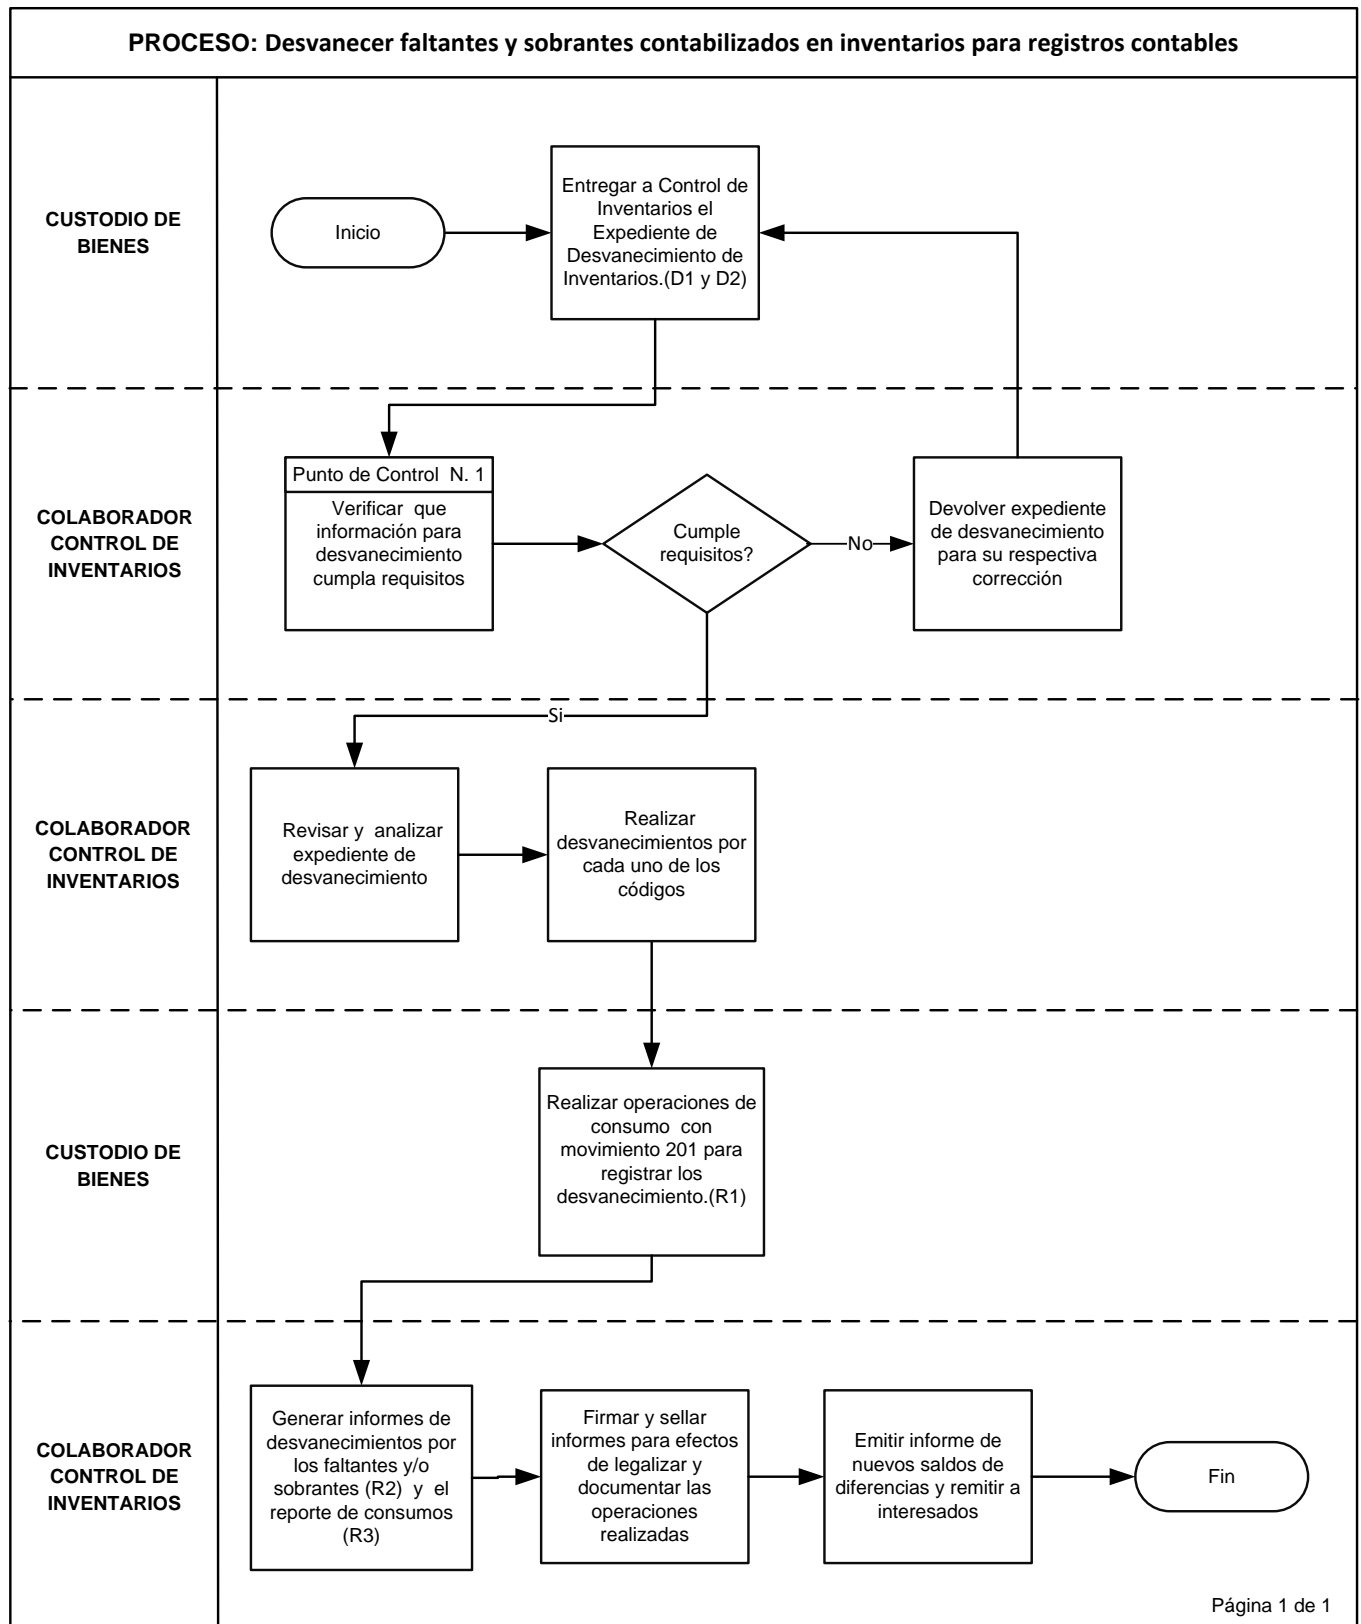 PROCESO: Desvanecer faltantes y sobrantes contabilizados en inventarios para registros contables
CUSTODIO DE
BIENES
Inicio
Entregar a Control de
Inventarios el
Expediente de
Desvanecimiento de
Inventarios.(D1 y D2)
COLABORADOR
CONTROL DE
INVENTARIOS
Punto de Control N. 1
Verificar que
información para
desvanecimiento
cumpla requisitos
Cumple
requisitos?
No
Devolver expediente
de desvanecimiento
para su respectiva
corrección
Si
COLABORADOR
CONTROL DE
INVENTARIOS
Revisar y analizar
expediente de
desvanecimiento
Realizar
desvanecimientos por
cada uno de los
códigos
CUSTODIO DE
BIENES
Realizar operaciones de
consumo con
movimiento 201 para
registrar los
desvanecimiento.(R1)
COLABORADOR
CONTROL DE
INVENTARIOS
Generar informes de
desvanecimientos por
los faltantes y/o
sobrantes (R2) y el
reporte de consumos
(R3)
Firmar y sellar
informes para efectos
de legalizar y
documentar las
operaciones
realizadas
Emitir informe de
nuevos saldos de
diferencias y remitir a
interesados
Fin
Página 1 de 1